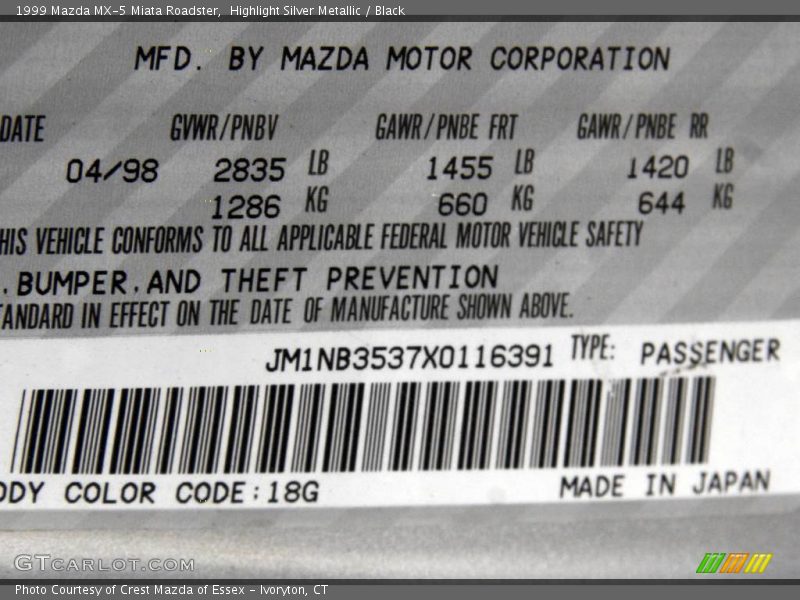 1999 Mazda MX-5 Miata Roadster,  Highlight Silver Metallic / Black
MFD. BY MAZDA MOTOR CORPORATION
DATE GVWR/PNBV GAWR/PNBE FRT GAWR/PNBE RR
04/98 2835 LB 1455 LB 1420 LB
1286 KG 660 KG 644 KG
HIS VEHICLE CONFORMS TO ALL APPLICABLE FEDERAL MOTOR VEHICLE SAFETY
.BUMPER.AND THEFT PREVENTION
TANDARD IN EFFECT ON THE DATE OF MANUFACTURE SHOWN ABOVE.
JM1NB3537X0116391 TYPE: PASSENGER
ODY COLOR CODE:18G MADE IN JAPAN
GTCARLOT.COM
Photo Courtesy of Crest Mazda of Essex - Ivoryton, CT